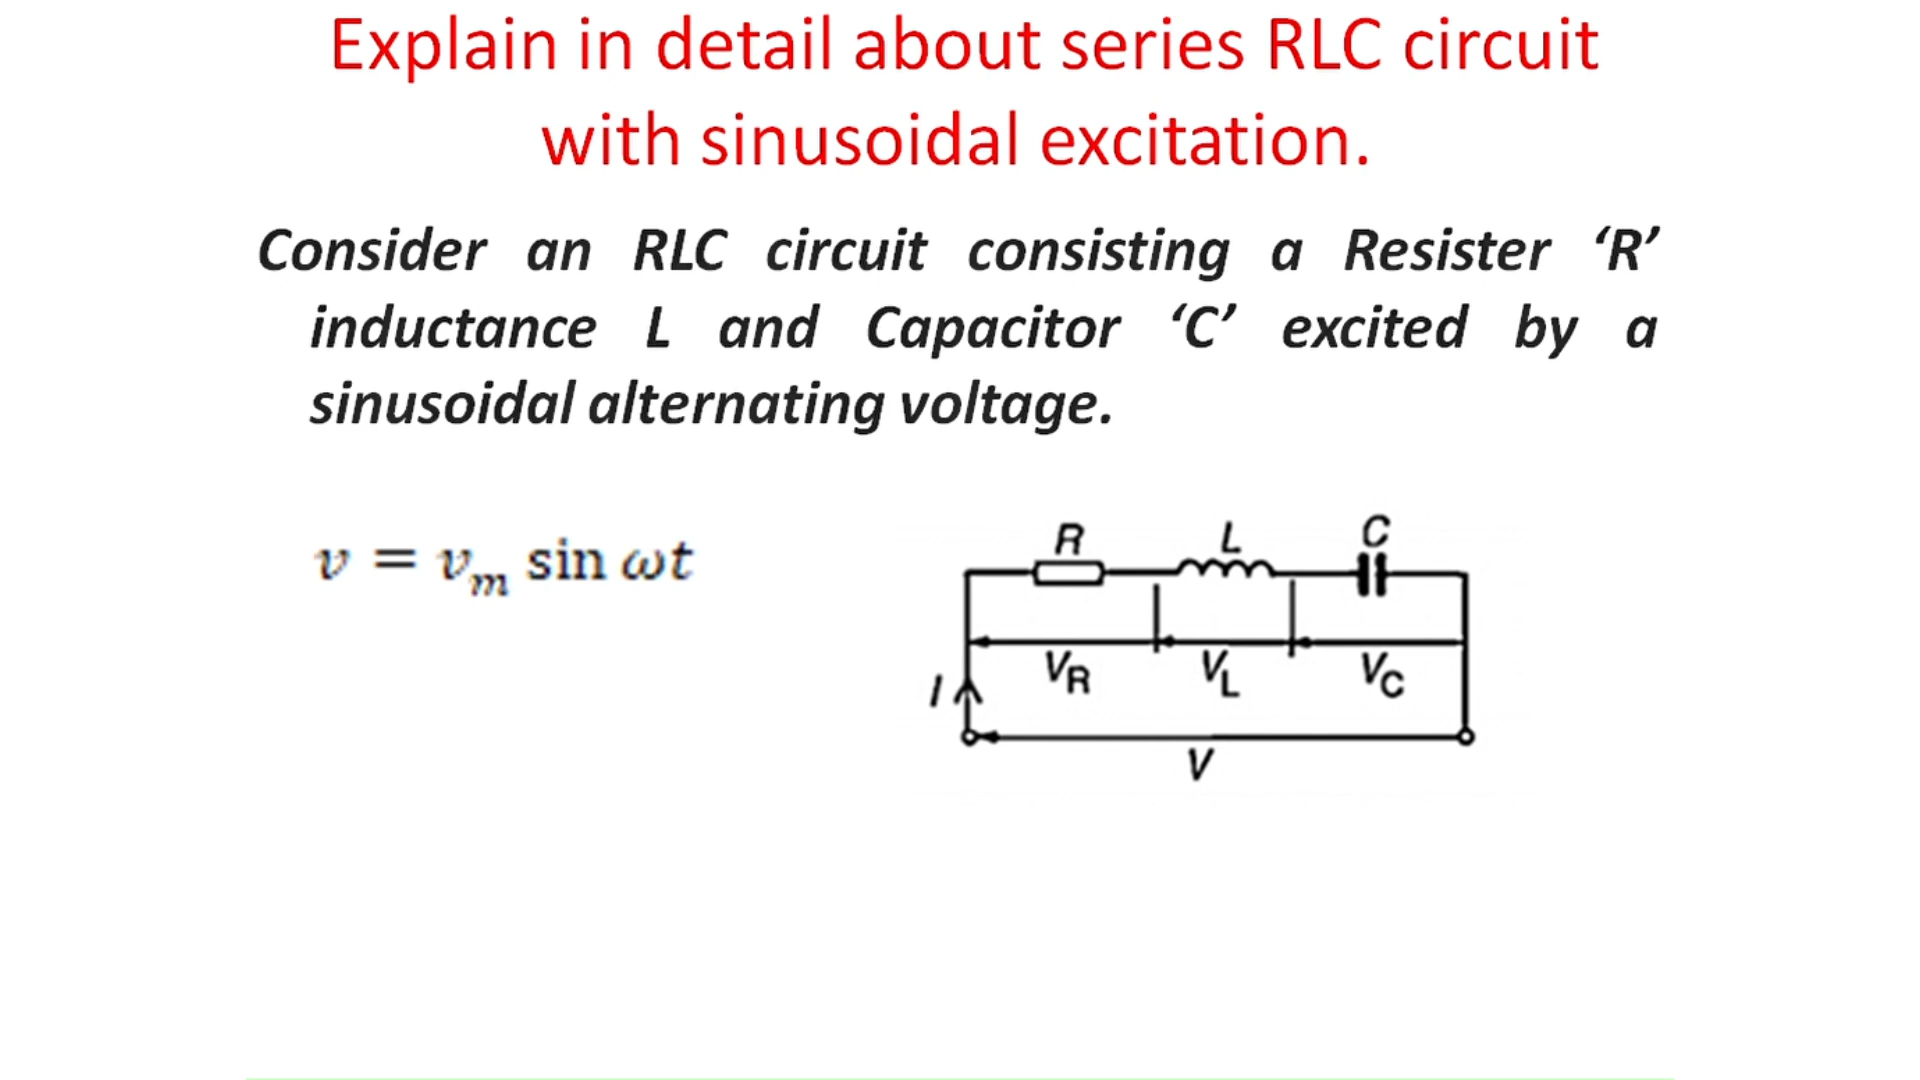 Explain in detail about series RLC circuit
with sinusoidal excitation.
Consider an RLC circuit consisting a Resister ‘R’
inductance L and Capacitor ‘C’ excited by a
sinusoidal alternating voltage.
v = vₘ sin ωt
R L C
V_R V_L V_C
I
V